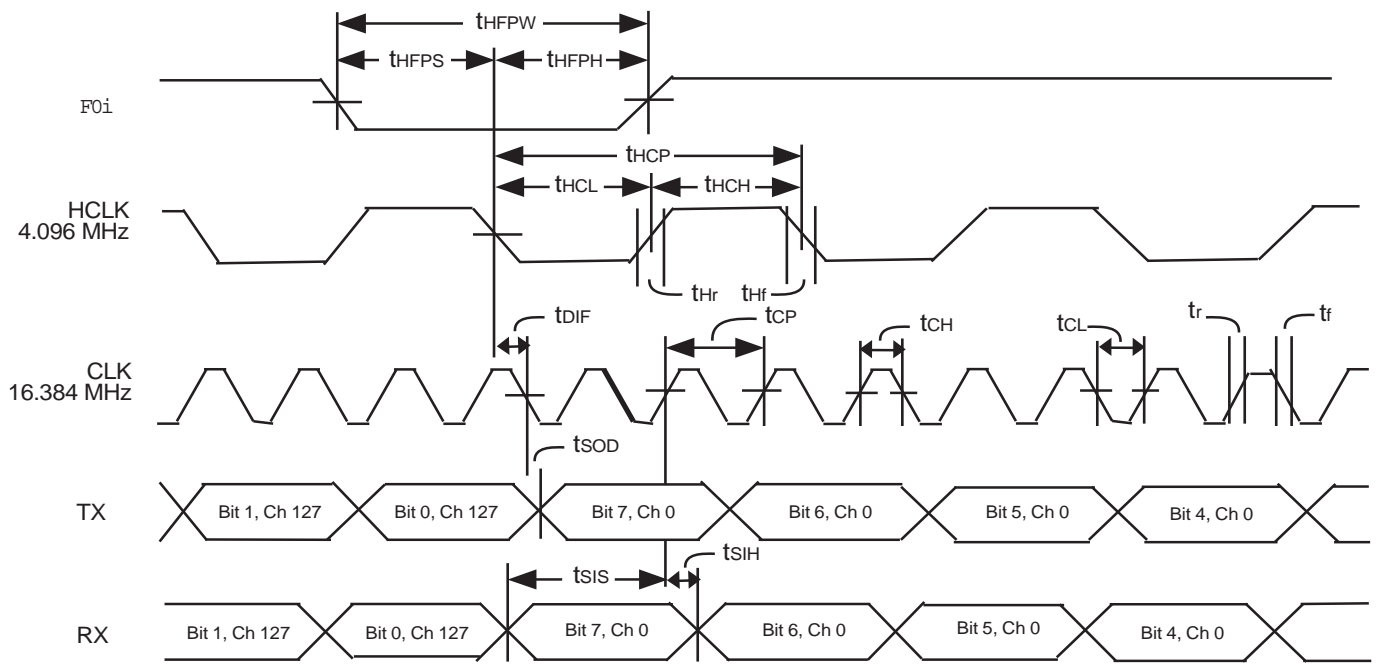 tHFPW
tHFPS tHFPH
F0i
tHCP
tHCL tHCH
HCLK
4.096 MHz
tHr tHf
tDIF tCP tCH tCL tr tf
CLK
16.384 MHz
tSOD
TX Bit 1, Ch 127 Bit 0, Ch 127 Bit 7, Ch 0 Bit 6, Ch 0 Bit 5, Ch 0 Bit 4, Ch 0
tSIS tSIH
RX Bit 1, Ch 127 Bit 0, Ch 127 Bit 7, Ch 0 Bit 6, Ch 0 Bit 5, Ch 0 Bit 4, Ch 0